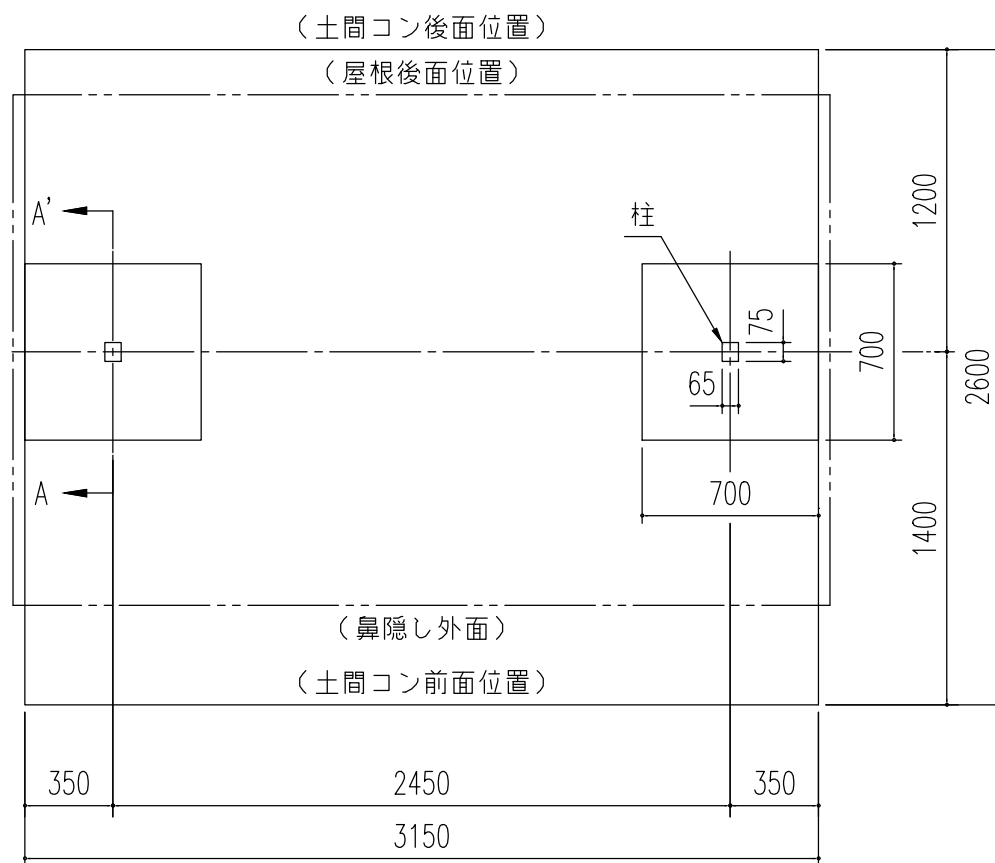 （土間コン後面位置）
（屋根後面位置）
A'
柱
1200
75
700
2600
65
A
700
1400
（鼻隠し外面）
（土間コン前面位置）
350
2450
350
3150